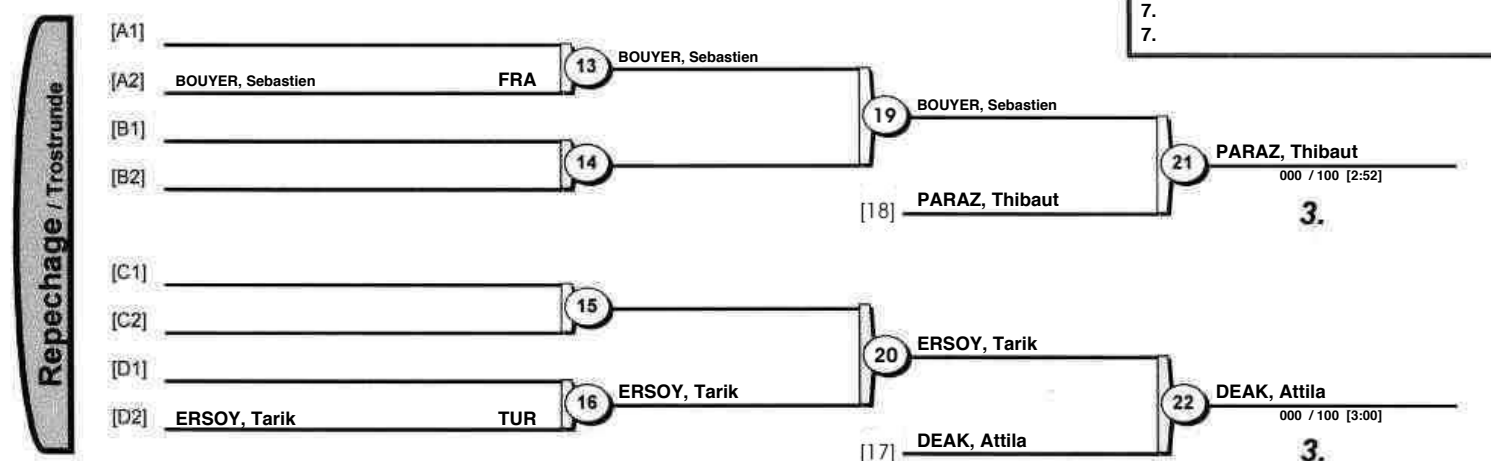 7.
7.
Repechage / Trostrunde
[A1]
[A2] BOUYER, Sebastien FRA
[B1]
[B2]
13 BOUYER, Sebastien
14
19 BOUYER, Sebastien
[18] PARAZ, Thibaut
21 PARAZ, Thibaut
000 / 100 [2:52]
3.
[C1]
[C2]
[D1]
[D2] ERSOY, Tarik TUR
15
16 ERSOY, Tarik
20 ERSOY, Tarik
[17] DEAK, Attila
22 DEAK, Attila
000 / 100 [3:00]
3.